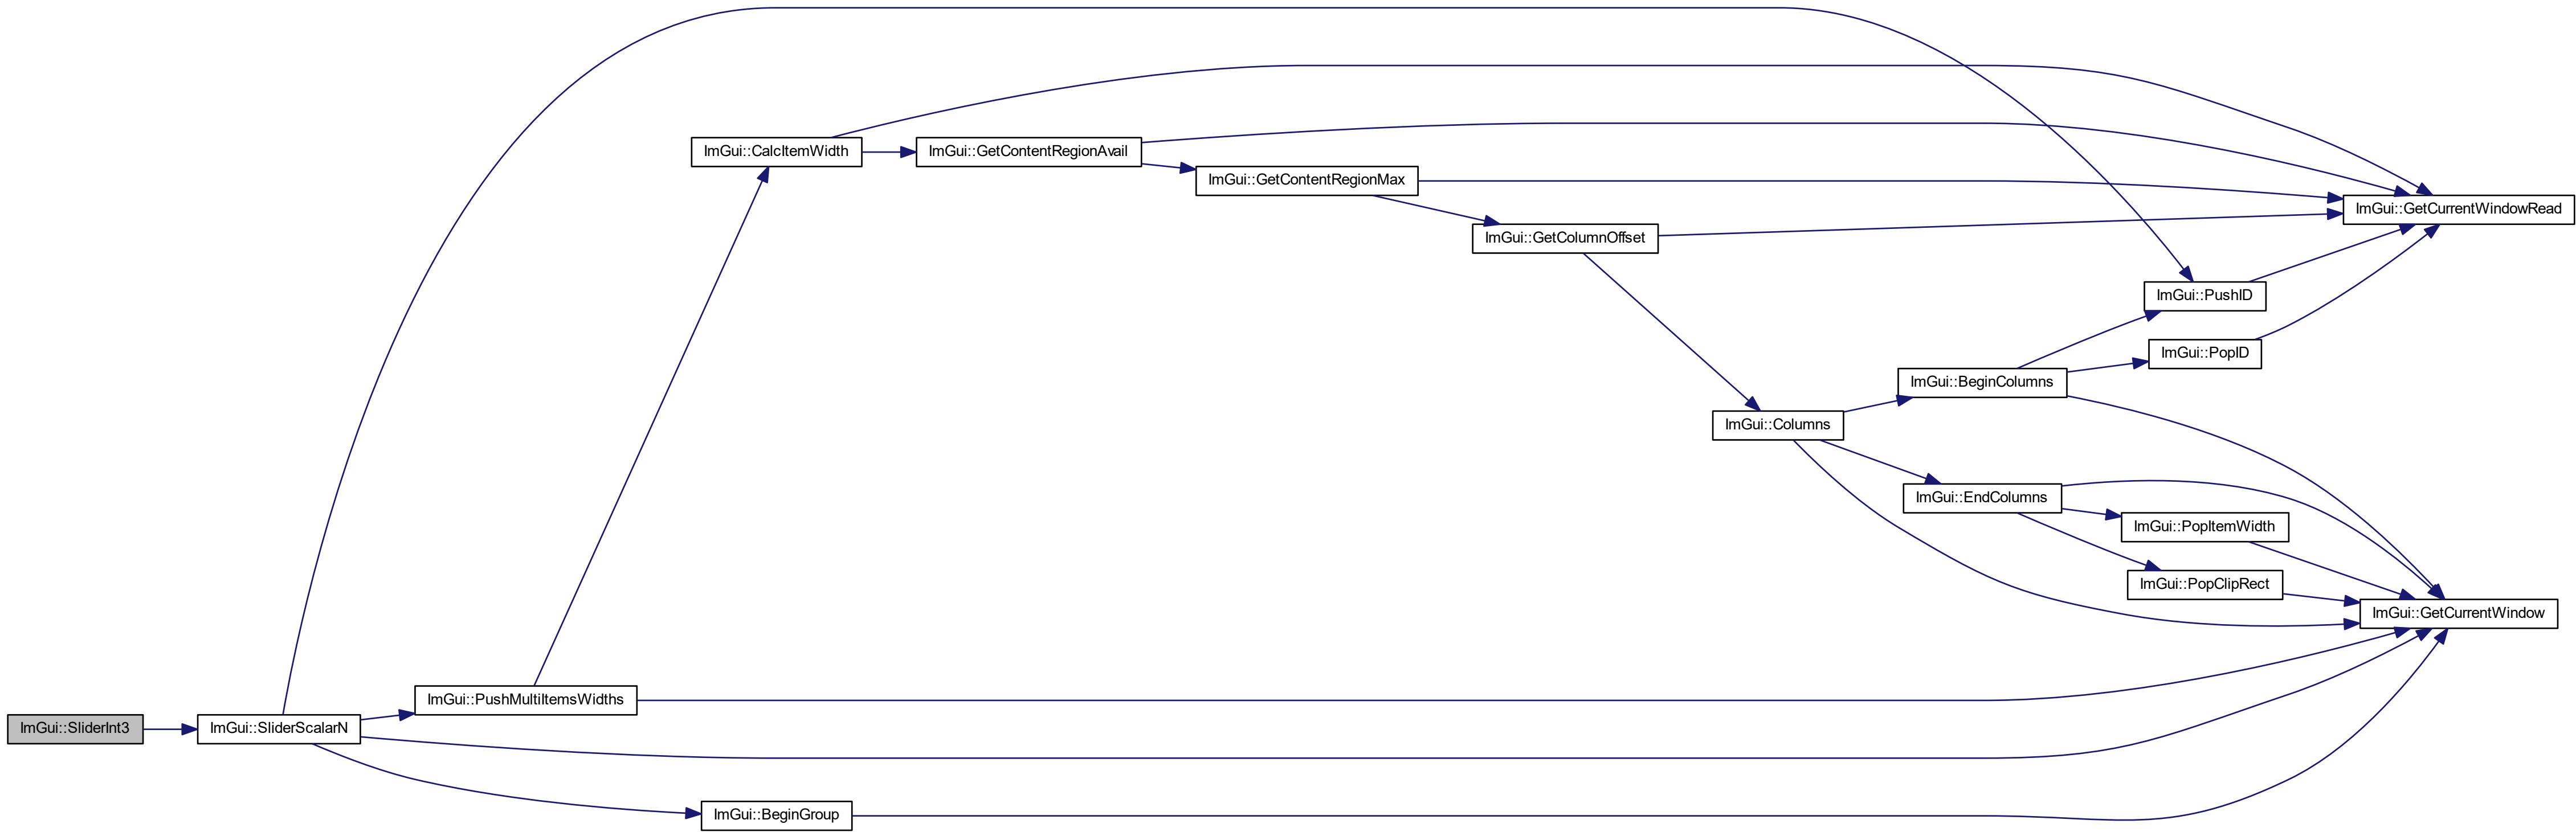 ImGui::CalcItemWidth
ImGui::GetContentRegionAvail
ImGui::GetContentRegionMax
ImGui::GetCurrentWindowRead
ImGui::GetColumnOffset
ImGui::PushID
ImGui::PopID
ImGui::BeginColumns
ImGui::Columns
ImGui::EndColumns
ImGui::PopItemWidth
ImGui::PopClipRect
ImGui::GetCurrentWindow
ImGui::PushMultiItemsWidths
ImGui::SliderInt3
ImGui::SliderScalarN
ImGui::BeginGroup